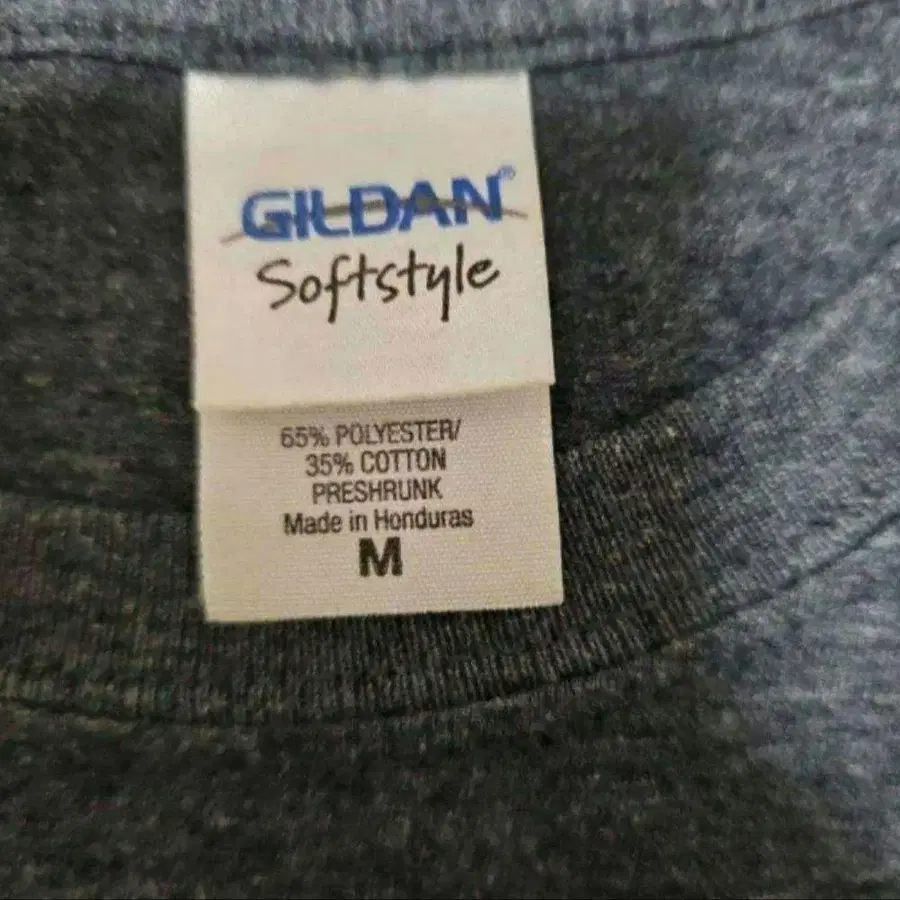 GILDAN®
Softstyle
65% POLYESTER/
35% COTTON
PRESHRUNK
Made in Honduras
M